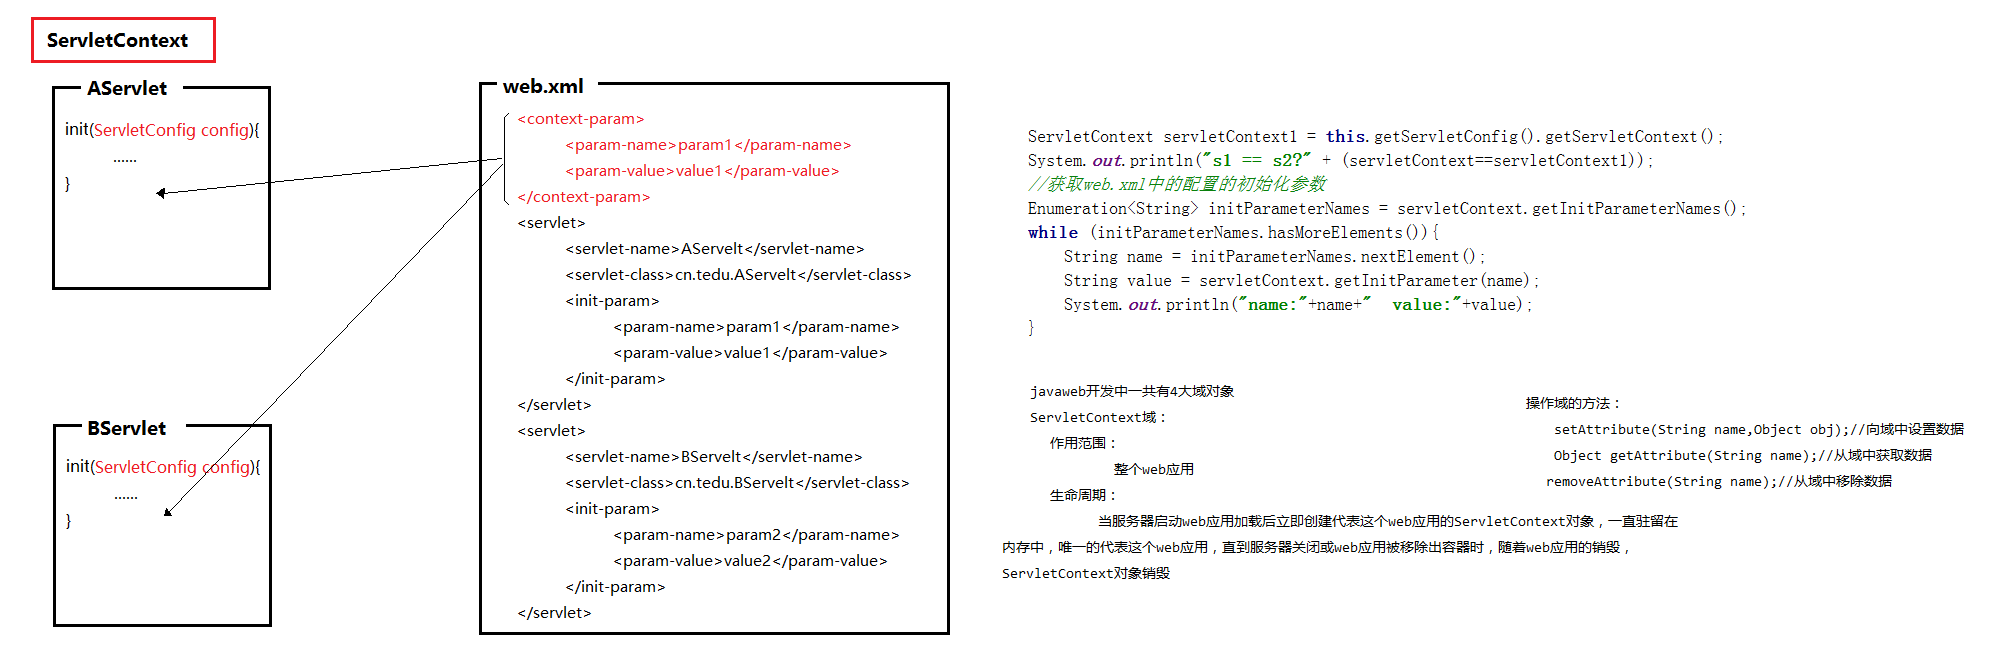 ServletContext
AServlet
init(ServletConfig config){
......
}
BServlet
init(ServletConfig config){
......
}
web.xml
<context-param>
<param-name>param1</param-name>
<param-value>value1</param-value>
</context-param>
<servlet>
<servlet-name>AServelt</servlet-name>
<servlet-class>cn.tedu.AServelt</servlet-class>
<init-param>
<param-name>param1</param-name>
<param-value>value1</param-value>
</init-param>
</servlet>
<servlet>
<servlet-name>BServelt</servlet-name>
<servlet-class>cn.tedu.BServelt</servlet-class>
<init-param>
<param-name>param2</param-name>
<param-value>value2</param-value>
</init-param>
</servlet>
ServletContext servletContext1 = this.getServletConfig().getServletContext();
System.out.println("s1 == s2?" + (servletContext==servletContext1));
//获取web.xml中的配置的初始化参数
Enumeration<String> initParameterNames = servletContext.getInitParameterNames();
while (initParameterNames.hasMoreElements()){
String name = initParameterNames.nextElement();
String value = servletContext.getInitParameter(name);
System.out.println("name:"+name+"  value:"+value);
}
javaweb开发中一共有4大域对象
ServletContext域：
作用范围：
整个web应用
生命周期：
当服务器启动web应用加载后立即创建代表这个web应用的ServletContext对象，一直驻留在
内存中，唯一的代表这个web应用，直到服务器关闭或web应用被移除出容器时，随着web应用的销毁，
ServletContext对象销毁
操作域的方法：
setAttribute(String name,Object obj);//向域中设置数据
Object getAttribute(String name);//从域中获取数据
removeAttribute(String name);//从域中移除数据